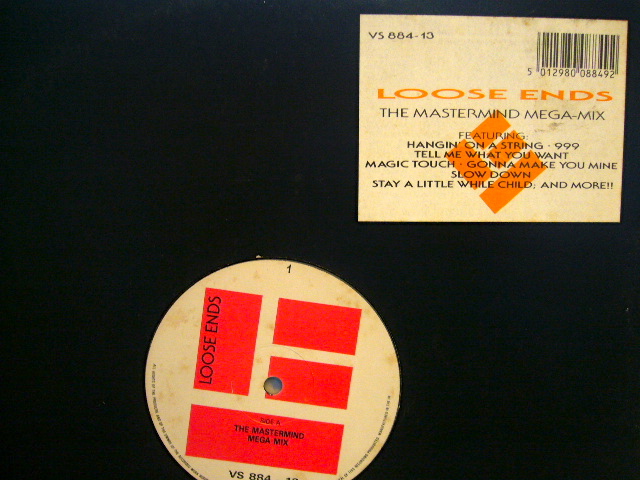 VS 884-13
5 012980 088492
LOOSE ENDS
THE MASTERMIND MEGA-MIX
FEATURING:
HANGIN' ON A STRING · 999
TELL ME WHAT YOU WANT
MAGIC TOUCH · GONNA MAKE YOU MINE
SLOW DOWN
STAY A LITTLE WHILE CHILD; AND MORE!!
1
LOOSE ENDS
SIDE A
THE MASTERMIND
MEGA MIX
VS 884 - 13